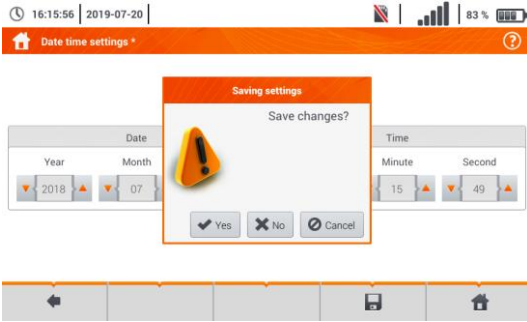 16:15:56 2019-07-20 83 %
Date time settings * ?
Saving settings
Save changes?
Date Time
Year Month Minute Second
2018 07 15 49
Yes No Cancel